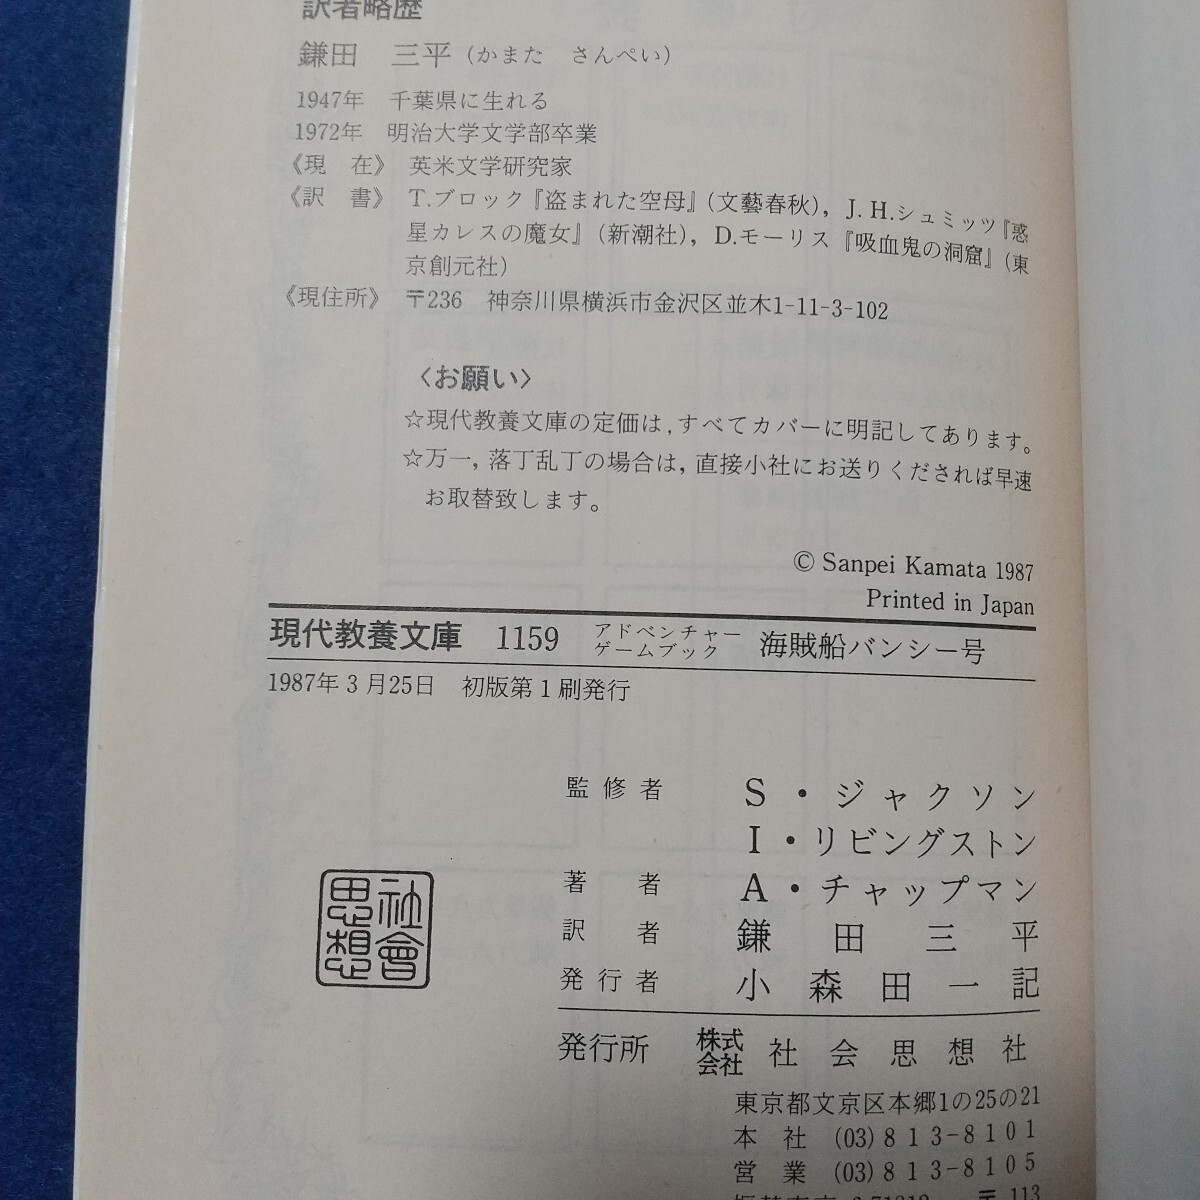 訳者略歴
鎌田 三平(かまた さんぺい)
1947年 千葉県に生れる
1972年 明治大学文学部卒業
《現 在》 英米文学研究家
《訳 書》 T.ブロック『盗まれた空母』(文藝春秋), J.H.シュミッツ『惑
星カレスの魔女』(新潮社), D.モーリス『吸血鬼の洞窟』(東
京創元社)
《現住所》 〒236 神奈川県横浜市金沢区並木1-11-3-102
〈お願い〉
☆現代教養文庫の定価は,すべてカバーに明記してあります。
☆万一,落丁乱丁の場合は,直接小社にお送りくだされば早速
お取替致します。
© Sanpei Kamata 1987
Printed in Japan
現代教養文庫 1159 アドベンチャーゲームブック 海賊船バンシー号
1987年3月25日 初版第1刷発行
監修者 S・ジャクソン
I・リビングストン
著者 A・チャップマン
訳者 鎌田三平
発行者 小森田一記
社會思想
発行所 株式会社 社会思想社
東京都文京区本郷1の25の21
本社 (03)813-8101
営業 (03)813-8105
振替東京 6-71812 〒113